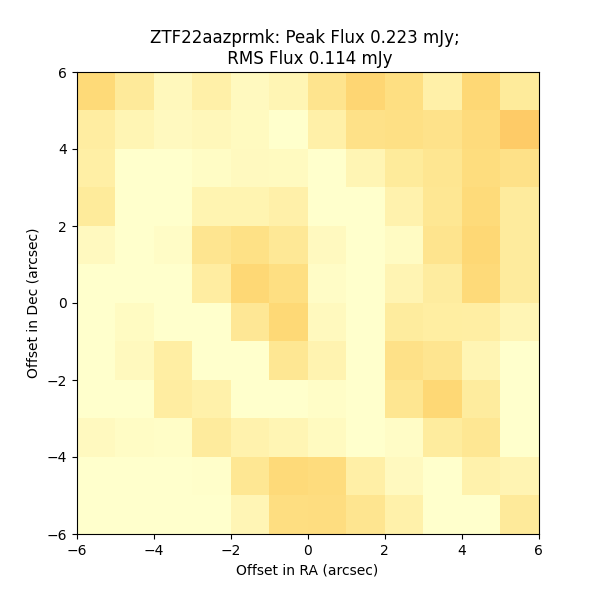 ZTF22aazprmk: Peak Flux 0.223 mJy;
RMS Flux 0.114 mJy
6
4
2
0
−2
−4
−6
Offset in Dec (arcsec)
−6 −4 −2 0 2 4 6
Offset in RA (arcsec)